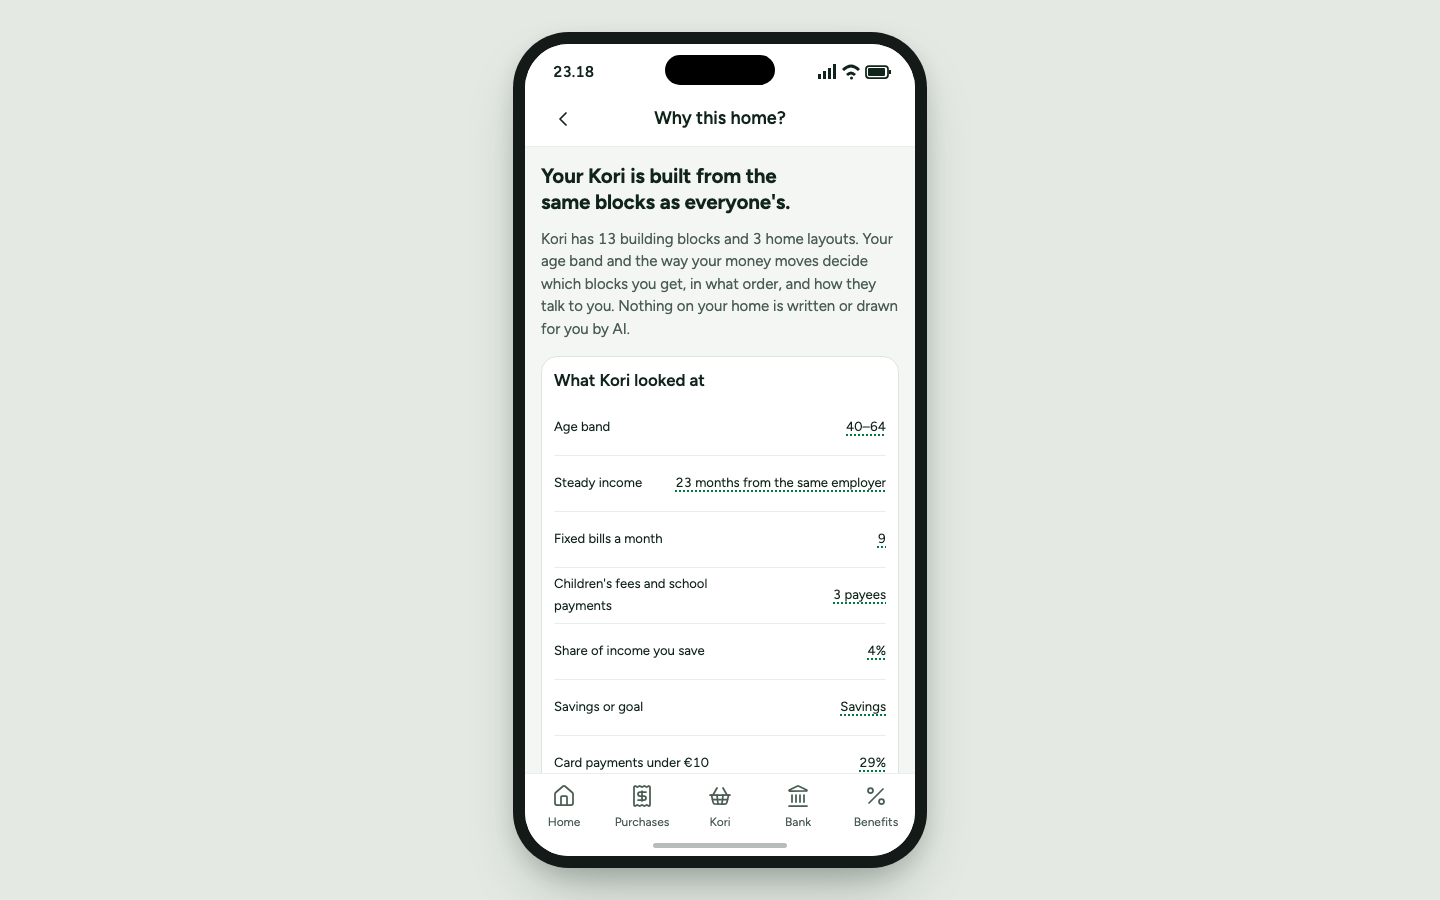 23.18
Why this home?
Your Kori is built from the
same blocks as everyone's.
Kori has 13 building blocks and 3 home layouts. Your
age band and the way your money moves decide
which blocks you get, in what order, and how they
talk to you. Nothing on your home is written or drawn
for you by AI.
What Kori looked at
Age band 40–64
Steady income 23 months from the same employer
Fixed bills a month 9
Children's fees and school
payments
3 payees
Share of income you save 4%
Savings or goal Savings
Card payments under €10 29%
Home Purchases Kori Bank Benefits